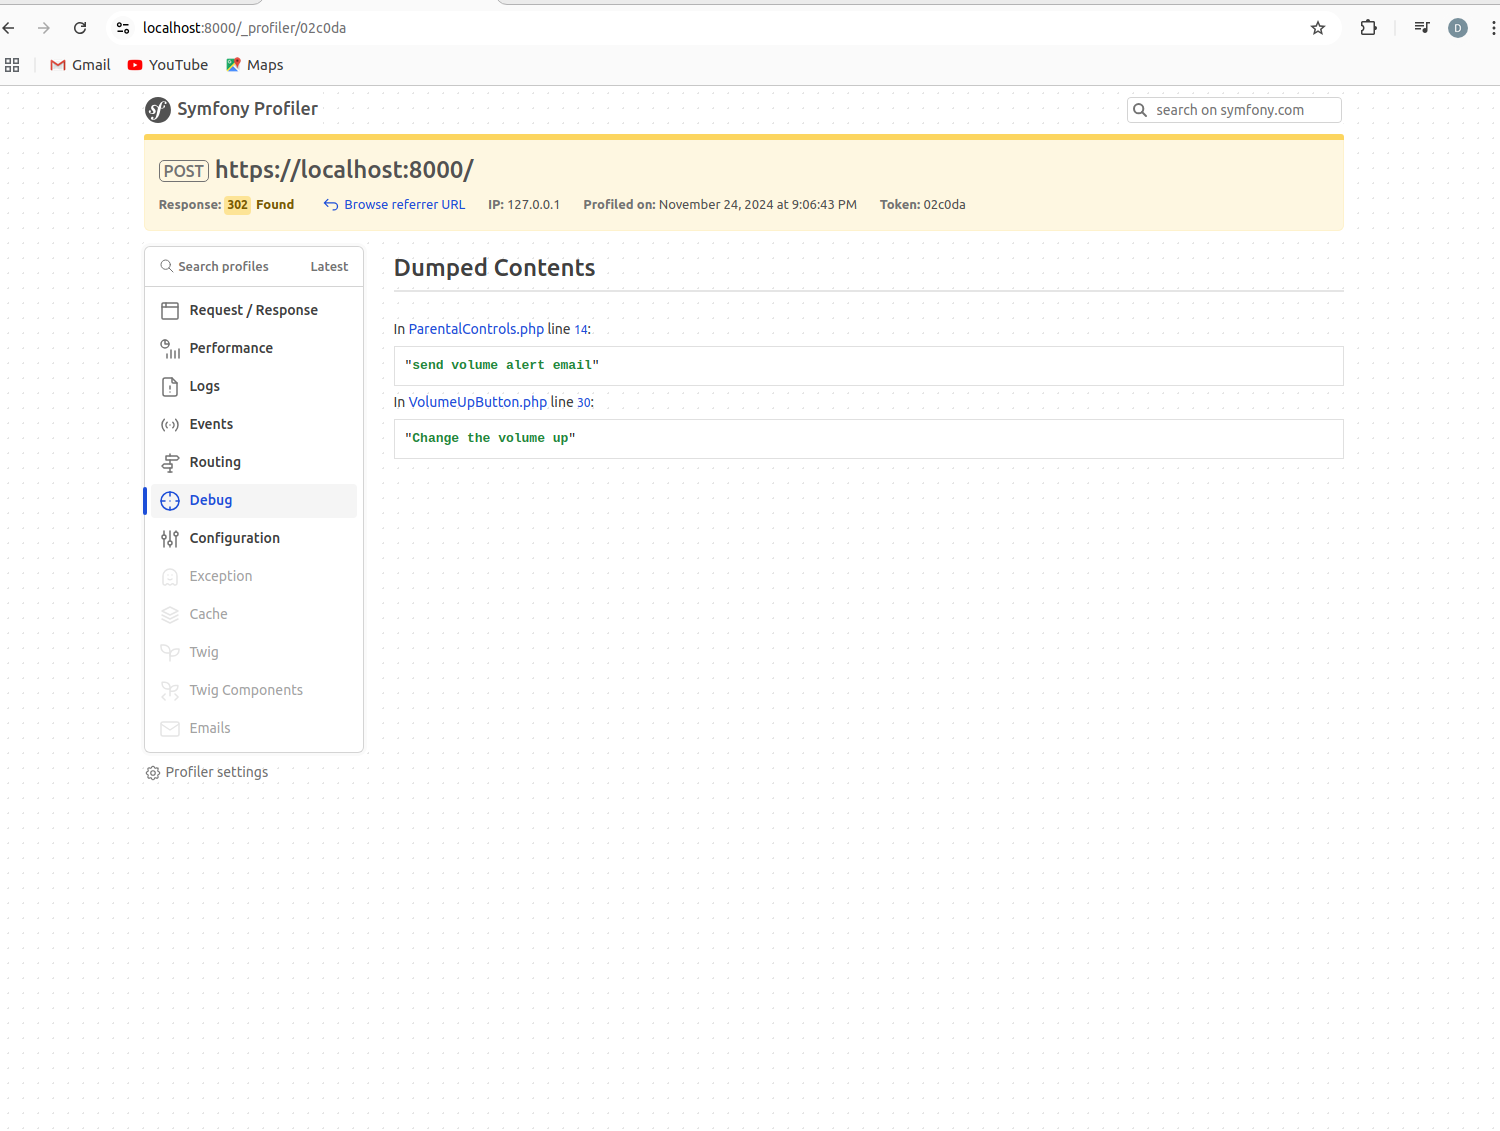 localhost:8000/_profiler/02c0da
D
Gmail YouTube Maps
sf Symfony Profiler
search on symfony.com
POST https://localhost:8000/
Response: 302 Found Browse referrer URL IP: 127.0.0.1 Profiled on: November 24, 2024 at 9:06:43 PM Token: 02c0da
Search profiles Latest
Request / Response
Performance
Logs
Events
Routing
Debug
Configuration
Exception
Cache
Twig
Twig Components
Emails
Profiler settings
Dumped Contents
In ParentalControls.php line 14:
"send volume alert email"
In VolumeUpButton.php line 30:
"Change the volume up"